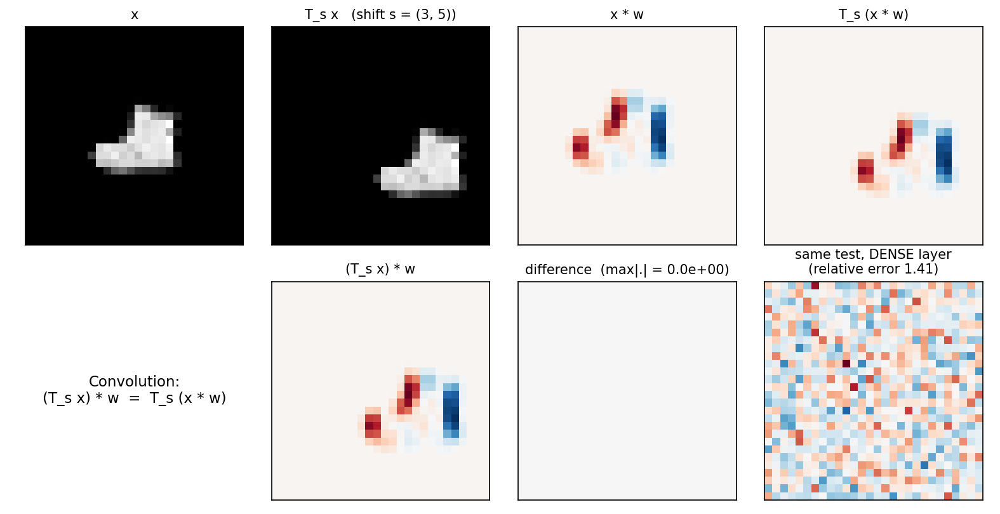 x
T_s x (shift s = (3, 5))
x * w
T_s (x * w)
Convolution:
(T_s x) * w = T_s (x * w)
(T_s x) * w
difference (max|.| = 0.0e+00)
same test, DENSE layer
(relative error 1.41)